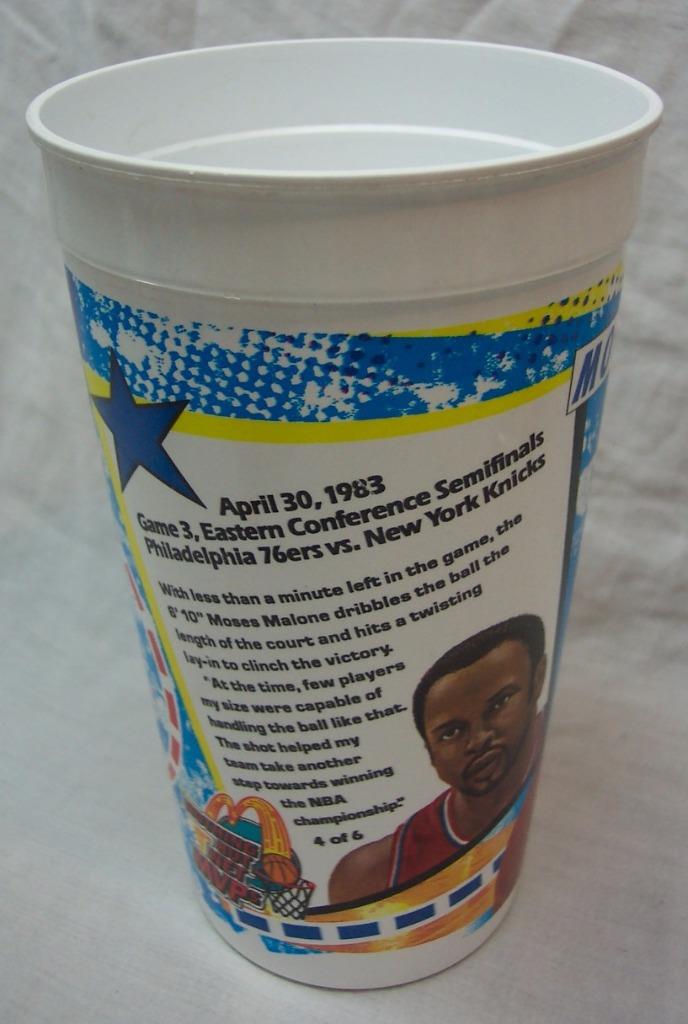 MO
April 30, 1983
Game 3, Eastern Conference Semifinals
Philadelphia 76ers vs. New York Knicks
With less than a minute left in the game, the
6' 10" Moses Malone dribbles the ball the
length of the court and hits a twisting
lay-in to clinch the victory.
"At the time, few players
my size were capable of
handling the ball like that.
The shot helped my
team take another
step towards winning
the NBA
championship."
4 of 6